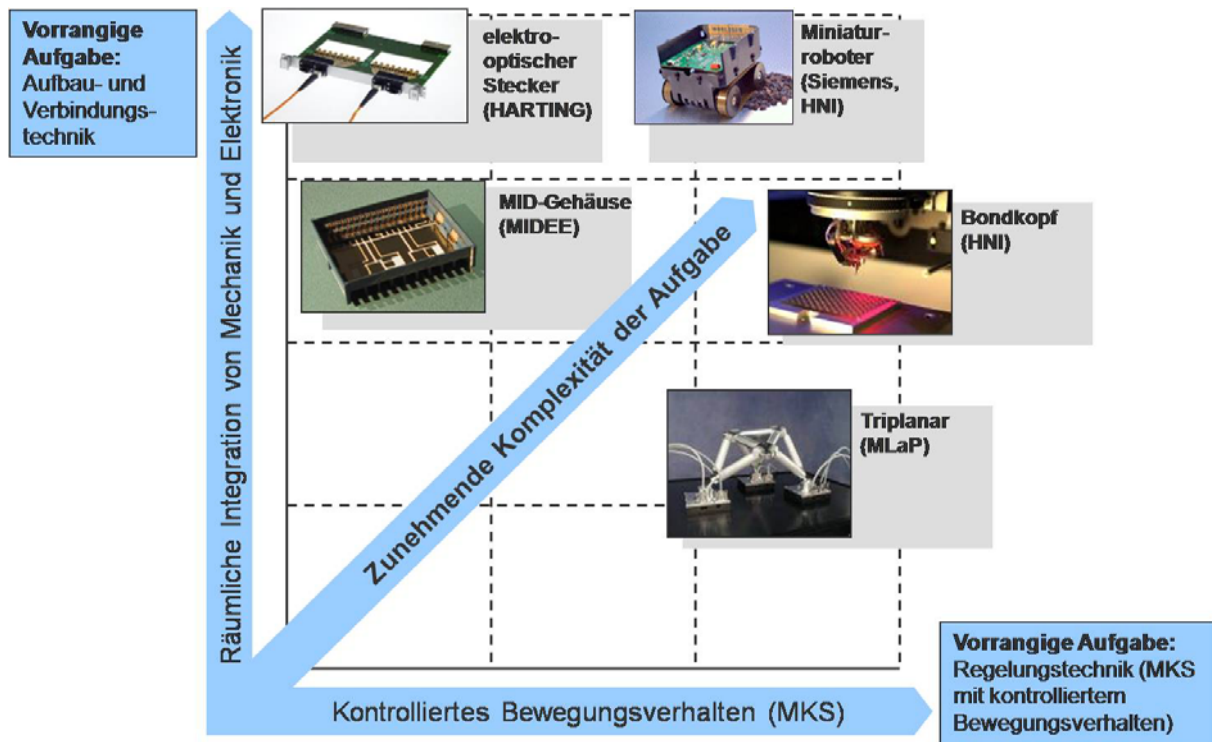 Vorrangige
Aufgabe:
Aufbau- und
Verbindungs-
technik
elektro-
optischer
Stecker
(HARTING)
Miniatur-
roboter
(Siemens,
HNI)
MID-Gehäuse
(MIDEE)
Bondkopf
(HNI)
Triplanar
(MLaP)
Räumliche Integration von Mechanik und Elektronik
Zunehmende Komplexität der Aufgabe
Kontrolliertes Bewegungsverhalten (MKS)
Vorrangige Aufgabe:
Regelungstechnik (MKS
mit kontrolliertem
Bewegungsverhalten)